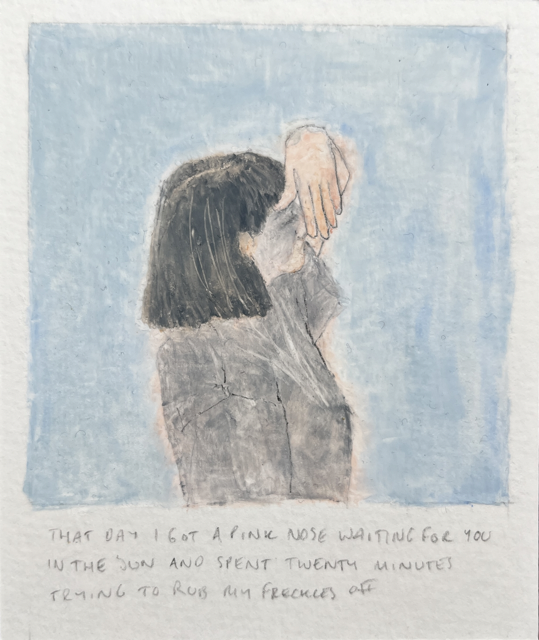 THAT DAY I GOT A PINK NOSE WAITING FOR YOU
IN THE SUN AND SPENT TWENTY MINUTES
TRYING TO RUB MY FRECKLES OFF